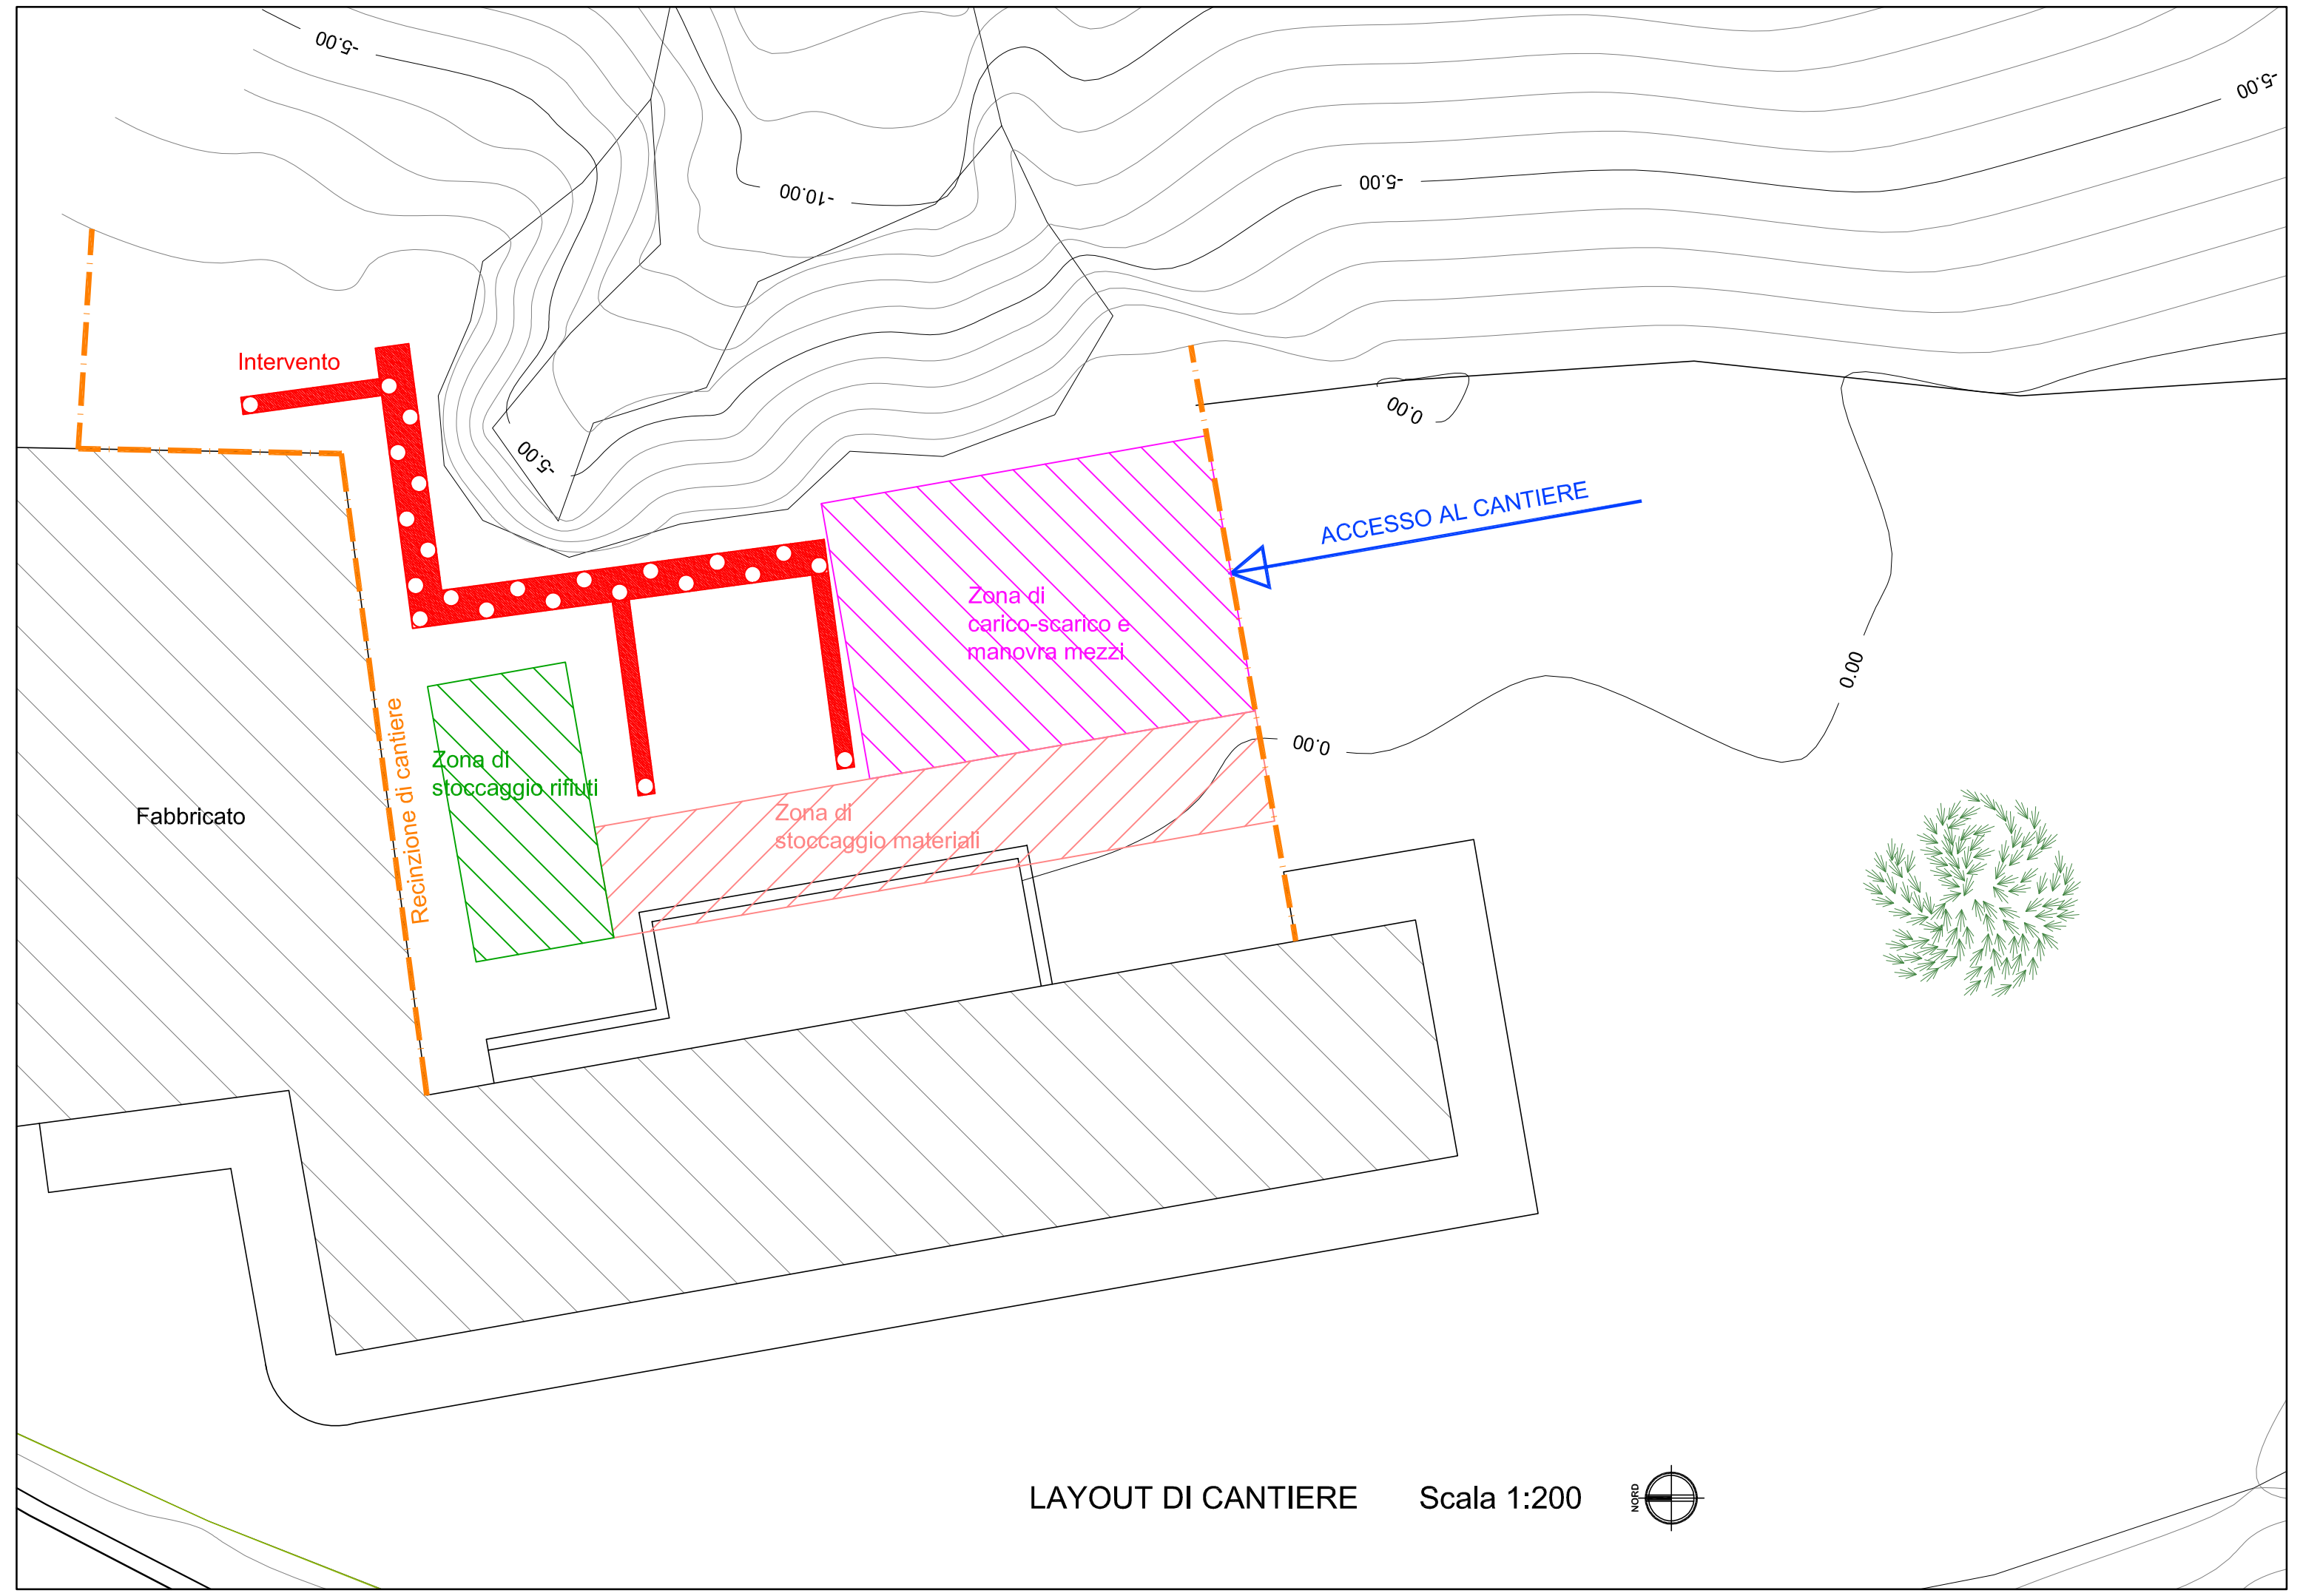 -5.00
-5.00
-5.00
-10.00
Intervento
0.00
-5.00
ACCESSO AL CANTIERE
Zona di
carico-scarico e
manovra mezzi
0.00
0.00
Recinzione di cantiere
Zona di
stoccaggio rifiuti
Fabbricato
Zona di
stoccaggio materiali
LAYOUT DI CANTIERE Scala 1:200
NORD